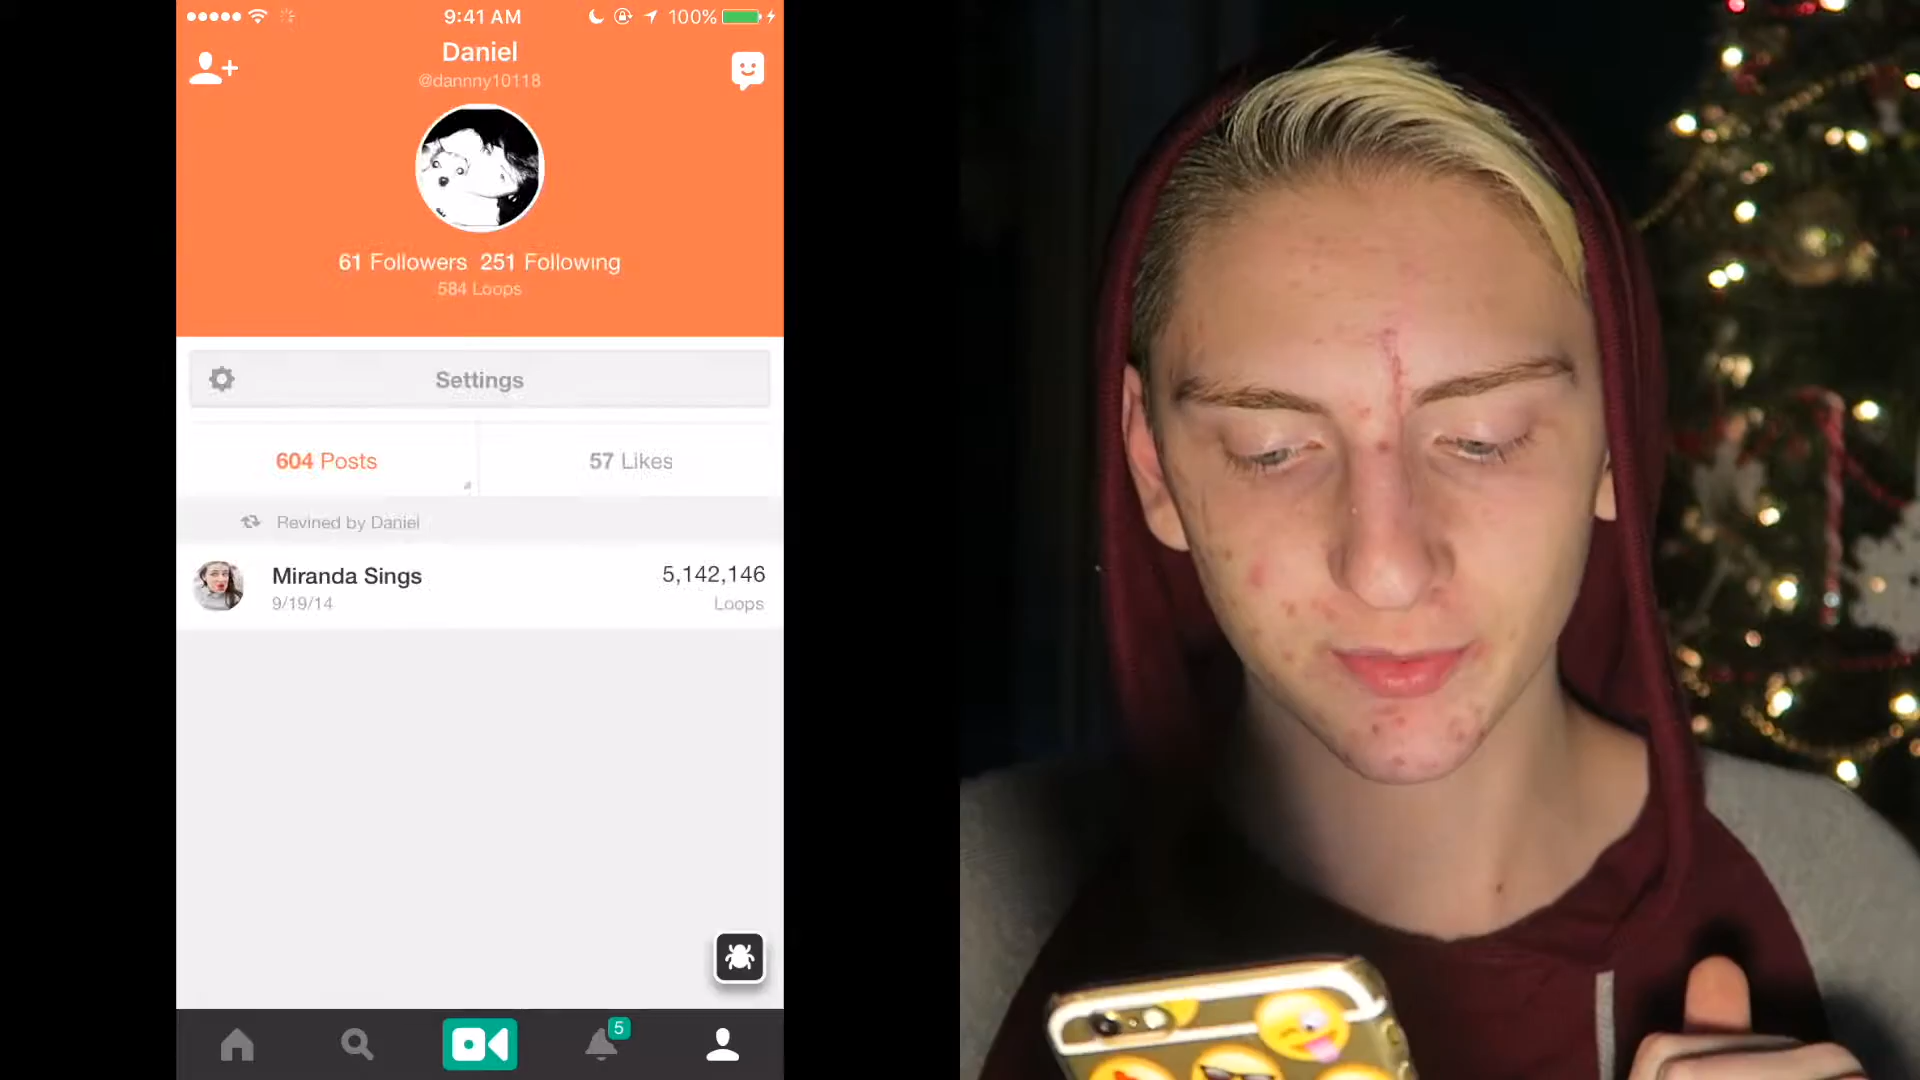 9:41 AM 100%
Daniel
@dannny10118
61 Followers 251 Following
584 Loops
Settings
604 Posts 57 Likes
Revined by Daniel
Miranda Sings 5,142,146
9/19/14 Loops
5